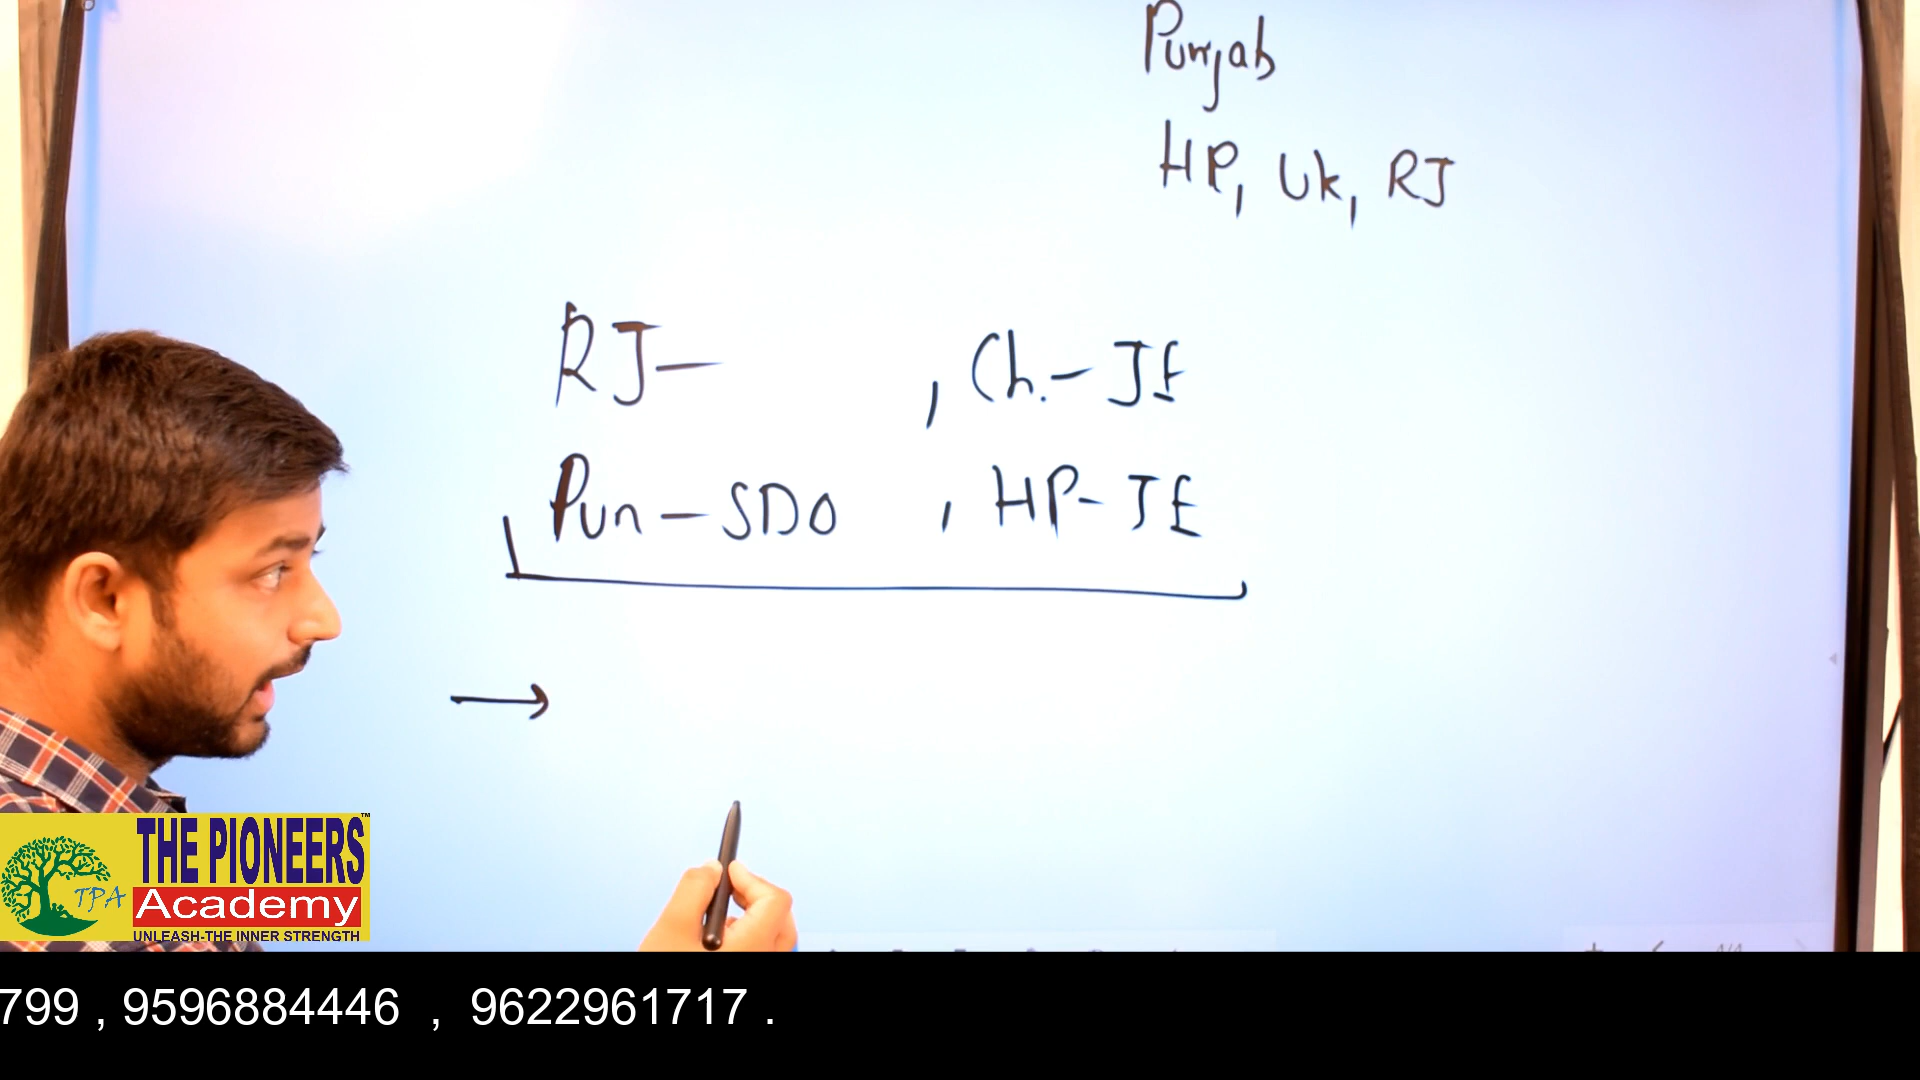 Punjab
HP, Uk, RJ
RJ- , Ch.- JE
Pun - SDO , HP- JE
→
THE PIONEERS™
TPA
Academy
UNLEASH-THE INNER STRENGTH
799 , 9596884446 , 9622961717 .